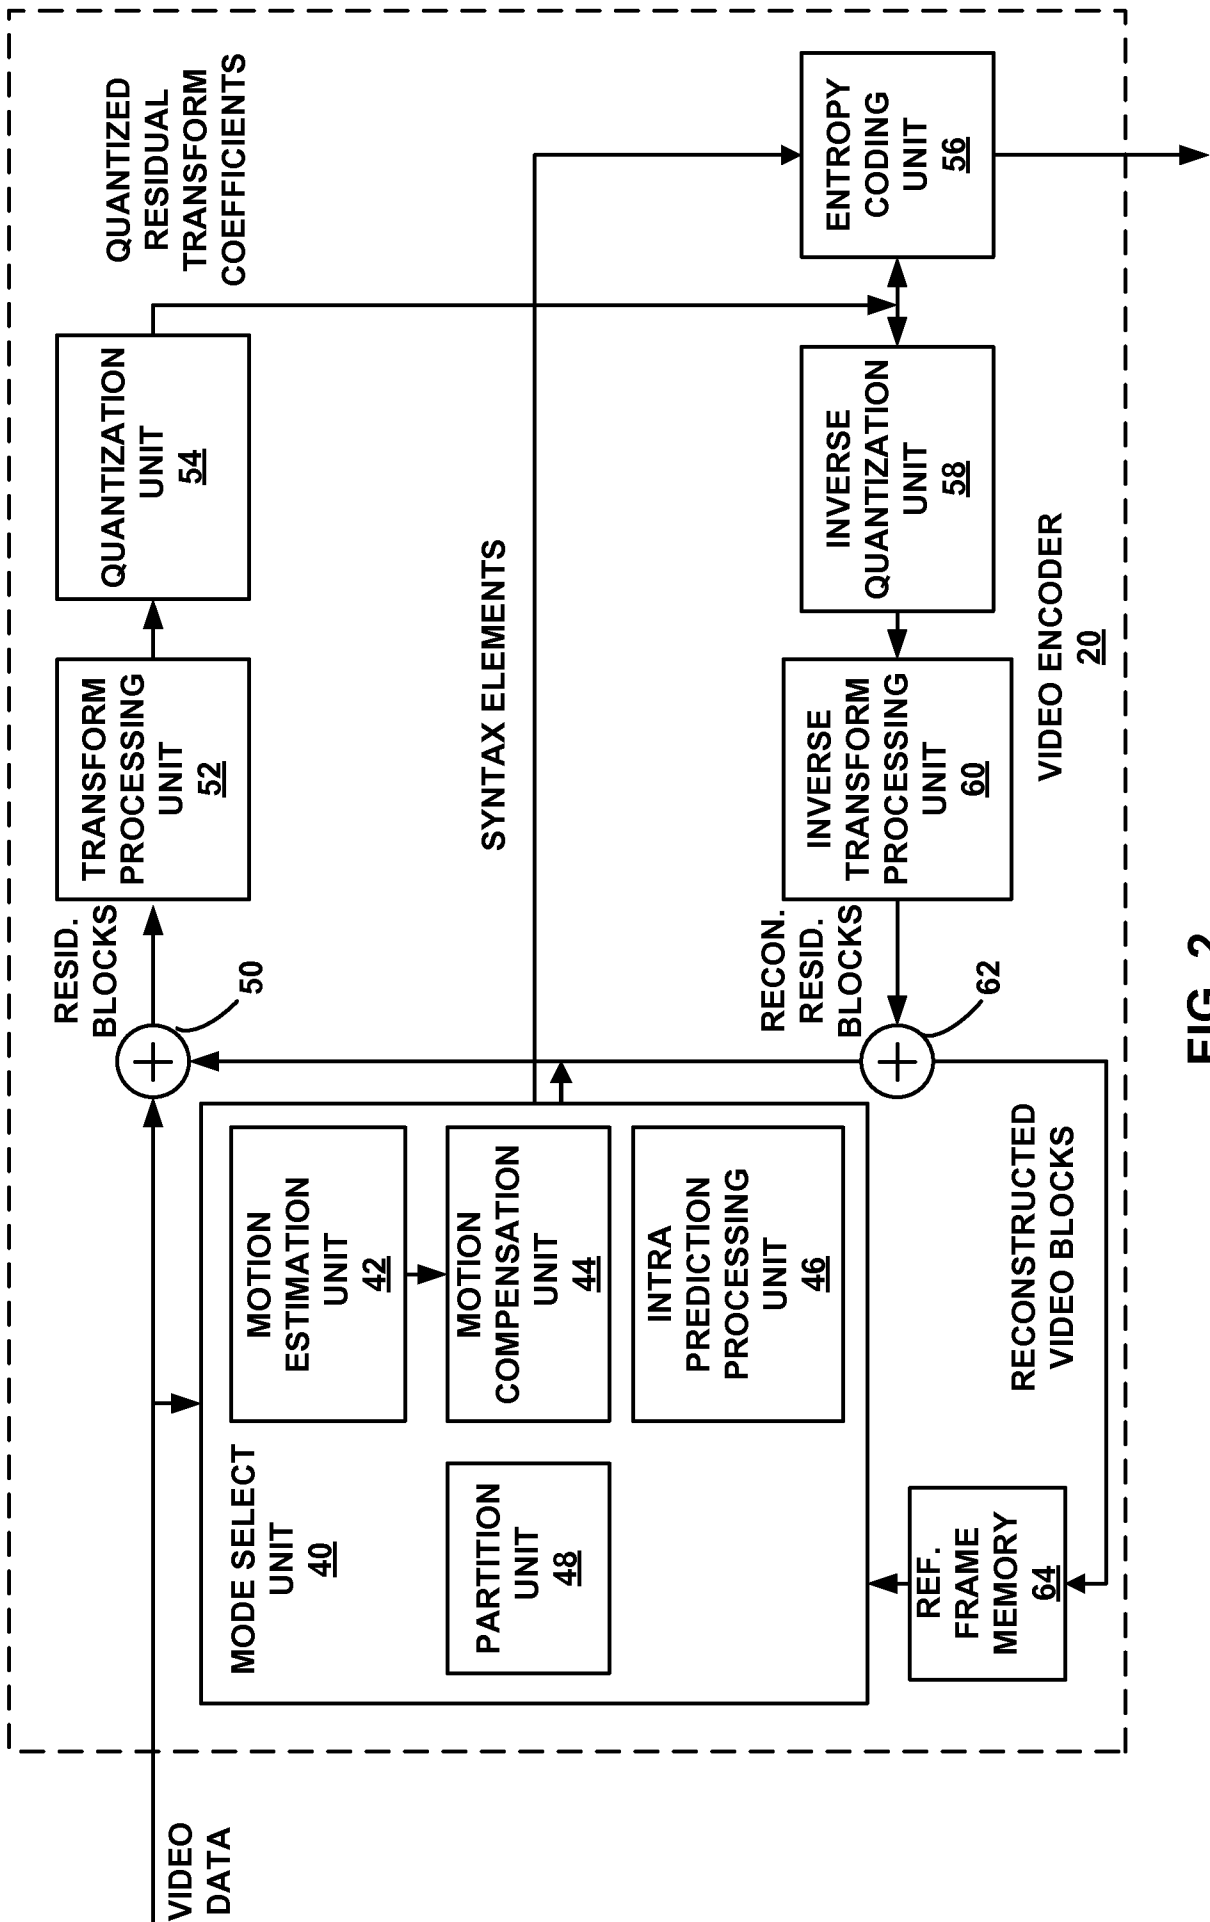 VIDEO
DATA
MODE SELECT
UNIT
40
MOTION
ESTIMATION
UNIT
42
MOTION
COMPENSATION
UNIT
44
INTRA
PREDICTION
PROCESSING
UNIT
46
PARTITION
UNIT
48
REF.
FRAME
MEMORY
64
RECONSTRUCTED
VIDEO BLOCKS
50
RESID.
BLOCKS
TRANSFORM
PROCESSING
UNIT
52
QUANTIZATION
UNIT
54
QUANTIZED
RESIDUAL
TRANSFORM
COEFFICIENTS
SYNTAX ELEMENTS
ENTROPY
CODING
UNIT
56
INVERSE
QUANTIZATION
UNIT
58
INVERSE
TRANSFORM
PROCESSING
UNIT
60
RECON.
RESID.
BLOCKS
62
VIDEO ENCODER
20
FIG. 2